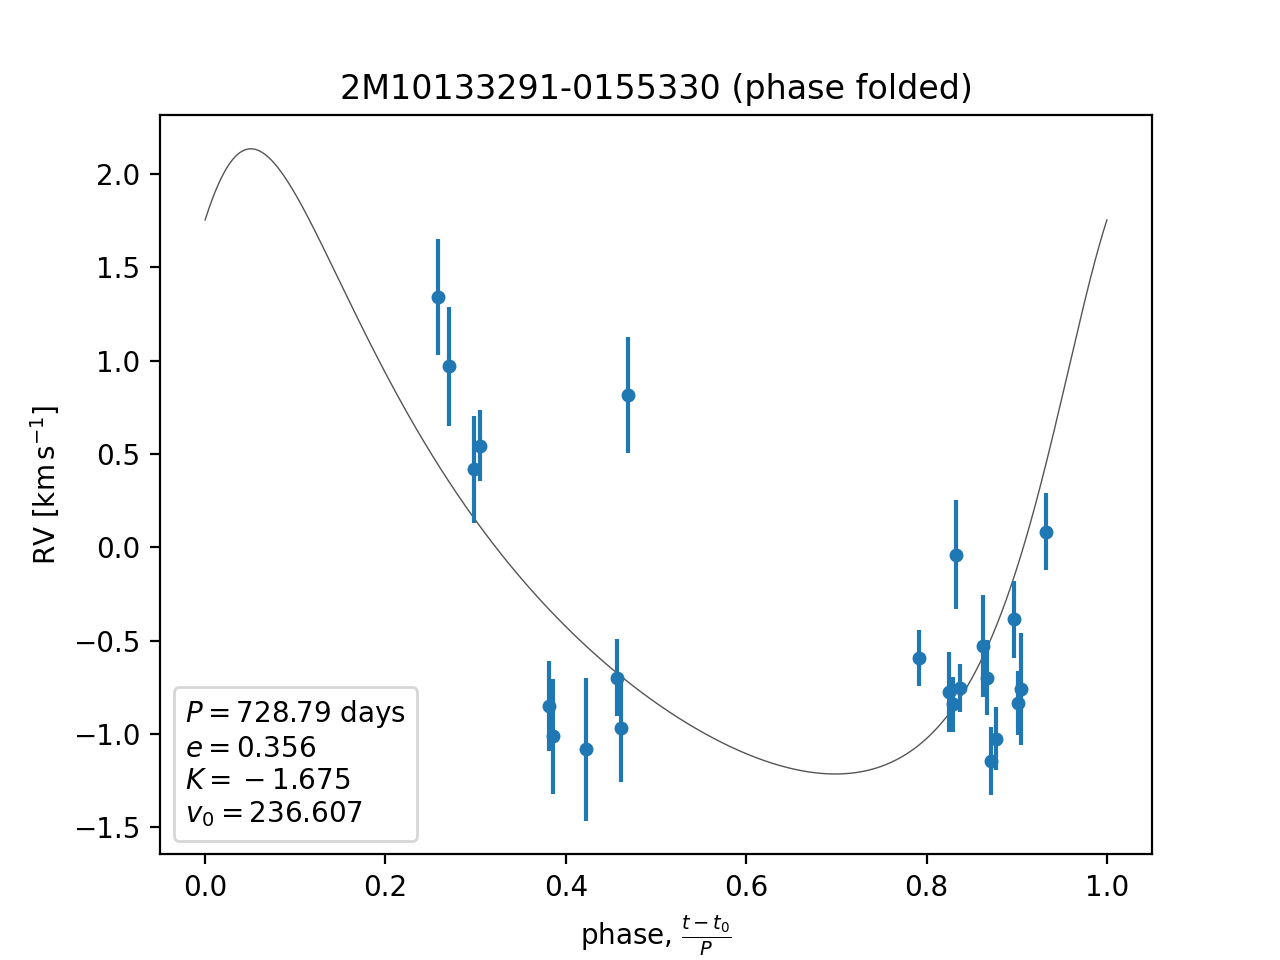 2M10133291-0155330 (phase folded)
2.0
1.5
1.0
0.5
0.0
−0.5
−1.0
−1.5
RV [km s⁻¹]
P = 728.79 days
e = 0.356
K = −1.675
v₀ = 236.607
0.0 0.2 0.4 0.6 0.8 1.0
phase, (t − t₀)/P